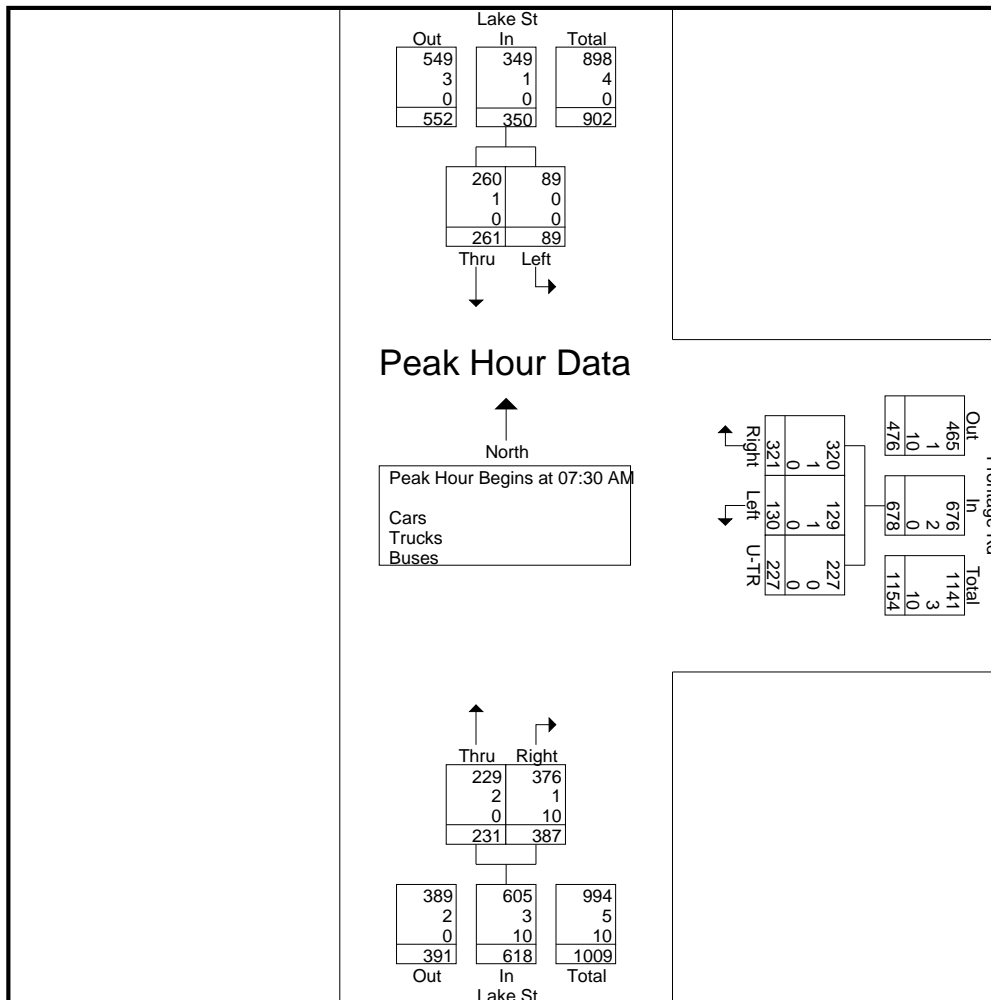 Lake St
Out In Total
549 349 898
3 1 4
0 0 0
552 350 902
260 89
1 0
0 0
261 89
Thru Left
Peak Hour Data
North
Peak Hour Begins at 07:30 AM
Cars
Trucks
Buses
Out In Total
465 676 1141
1 2 3
10 0 10
476 678 1154
320 129 227
1 1 0
0 0 0
321 130 227
Right Left U-TR
Thru Right
229 376
2 1
0 10
231 387
389 605 994
2 3 5
0 10 10
391 618 1009
Out In Total
Lake St